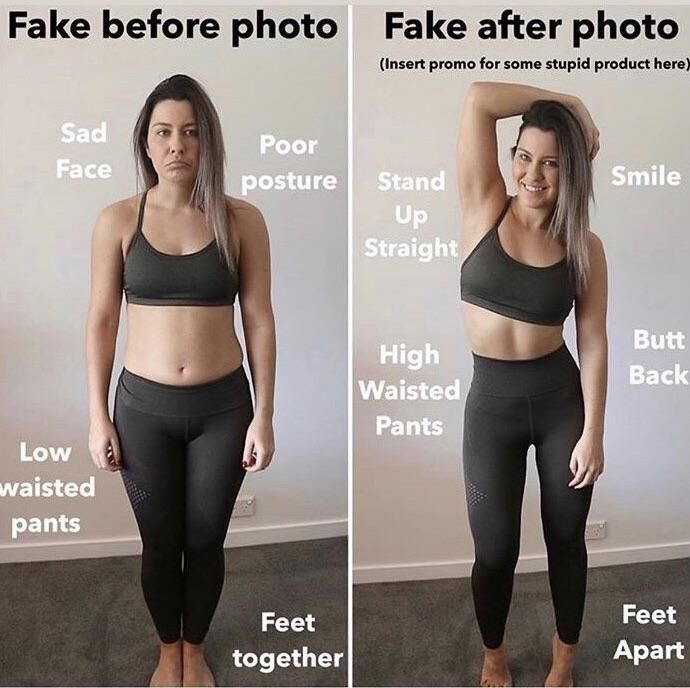 Fake before photo
Sad
Face
Poor
posture
Low
waisted
pants
Feet
together
Fake after photo
(Insert promo for some stupid product here)
Stand
Up
Straight
Smile
High
Waisted
Pants
Butt
Back
Feet
Apart